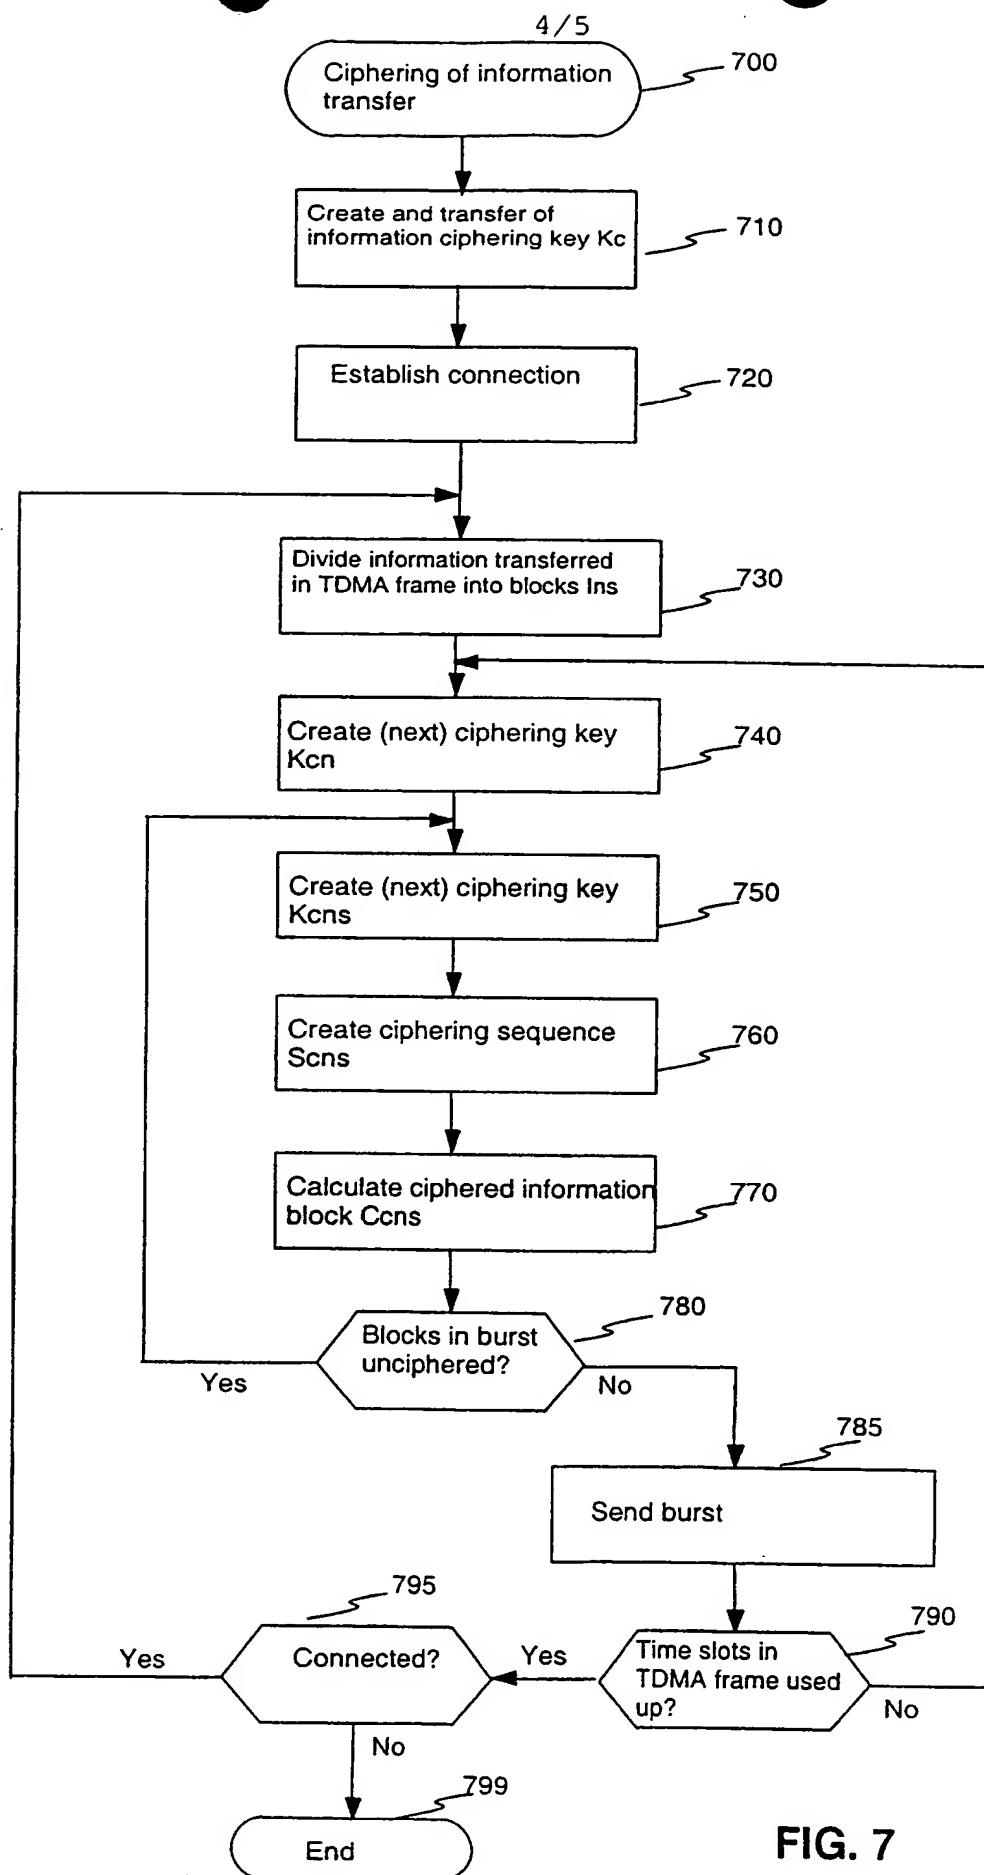 4/5
Ciphering of information
transfer
700
Create and transfer of
information ciphering key Kc
710
Establish connection
720
Divide information transferred
in TDMA frame into blocks Ins
730
Create (next) ciphering key
Kcn
740
Create (next) ciphering key
Kcns
750
Create ciphering sequence
Scns
760
Calculate ciphered information
block Ccns
770
Blocks in burst
unciphered?
780
Yes
No
785
Send burst
795
Connected?
Yes
Yes
Time slots in
TDMA frame used
up?
790
No
No
799
End
FIG. 7